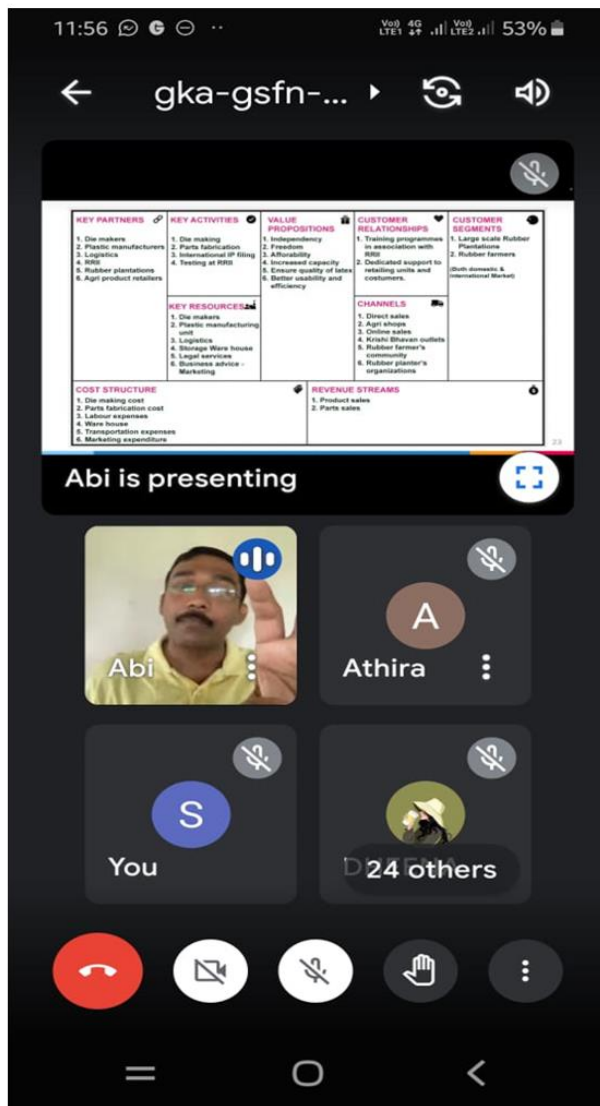 11:56
Voll LTE1 4G Voll LTE2 53%
gka-gsfn-...
KEY PARTNERS
1. Die makers
2. Plastic manufacturers
3. Logistics
4. RRII
5. Rubber plantations
6. Agri product retailers
KEY ACTIVITIES
1. Die making
2. Parts fabrication
3. International IP filing
4. Testing at RRII
KEY RESOURCES
1. Die makers
2. Plastic manufacturing
unit
3. Logistics
4. Storage Ware house
5. Legal services
6. Business advice -
Marketing
VALUE
PROPOSITIONS
1. Independency
2. Freedom
3. Afforability
4. Increased capacity
5. Ensure quality of latex
6. Better usability and
efficiency
CUSTOMER
RELATIONSHIPS
1. Training programmes
in association with
RRII
2. Dedicated support to
retailing units and
costumers.
CHANNELS
1. Direct sales
2. Agri shops
3. Online sales
4. Krishi Bhavan outlets
5. Rubber farmer's
community
6. Rubber planter's
organizations
CUSTOMER
SEGMENTS
1. Large scale Rubber
Plantations
2. Rubber farmers
(Both domestic &
International Market)
COST STRUCTURE
1. Die making cost
2. Parts fabrication cost
3. Labour expenses
4. Ware house
5. Transportation expenses
6. Marketing expenditure
REVENUE STREAMS
1. Product sales
2. Parts sales
23
Abi is presenting
Abi
A
Athira
S
You
24 others